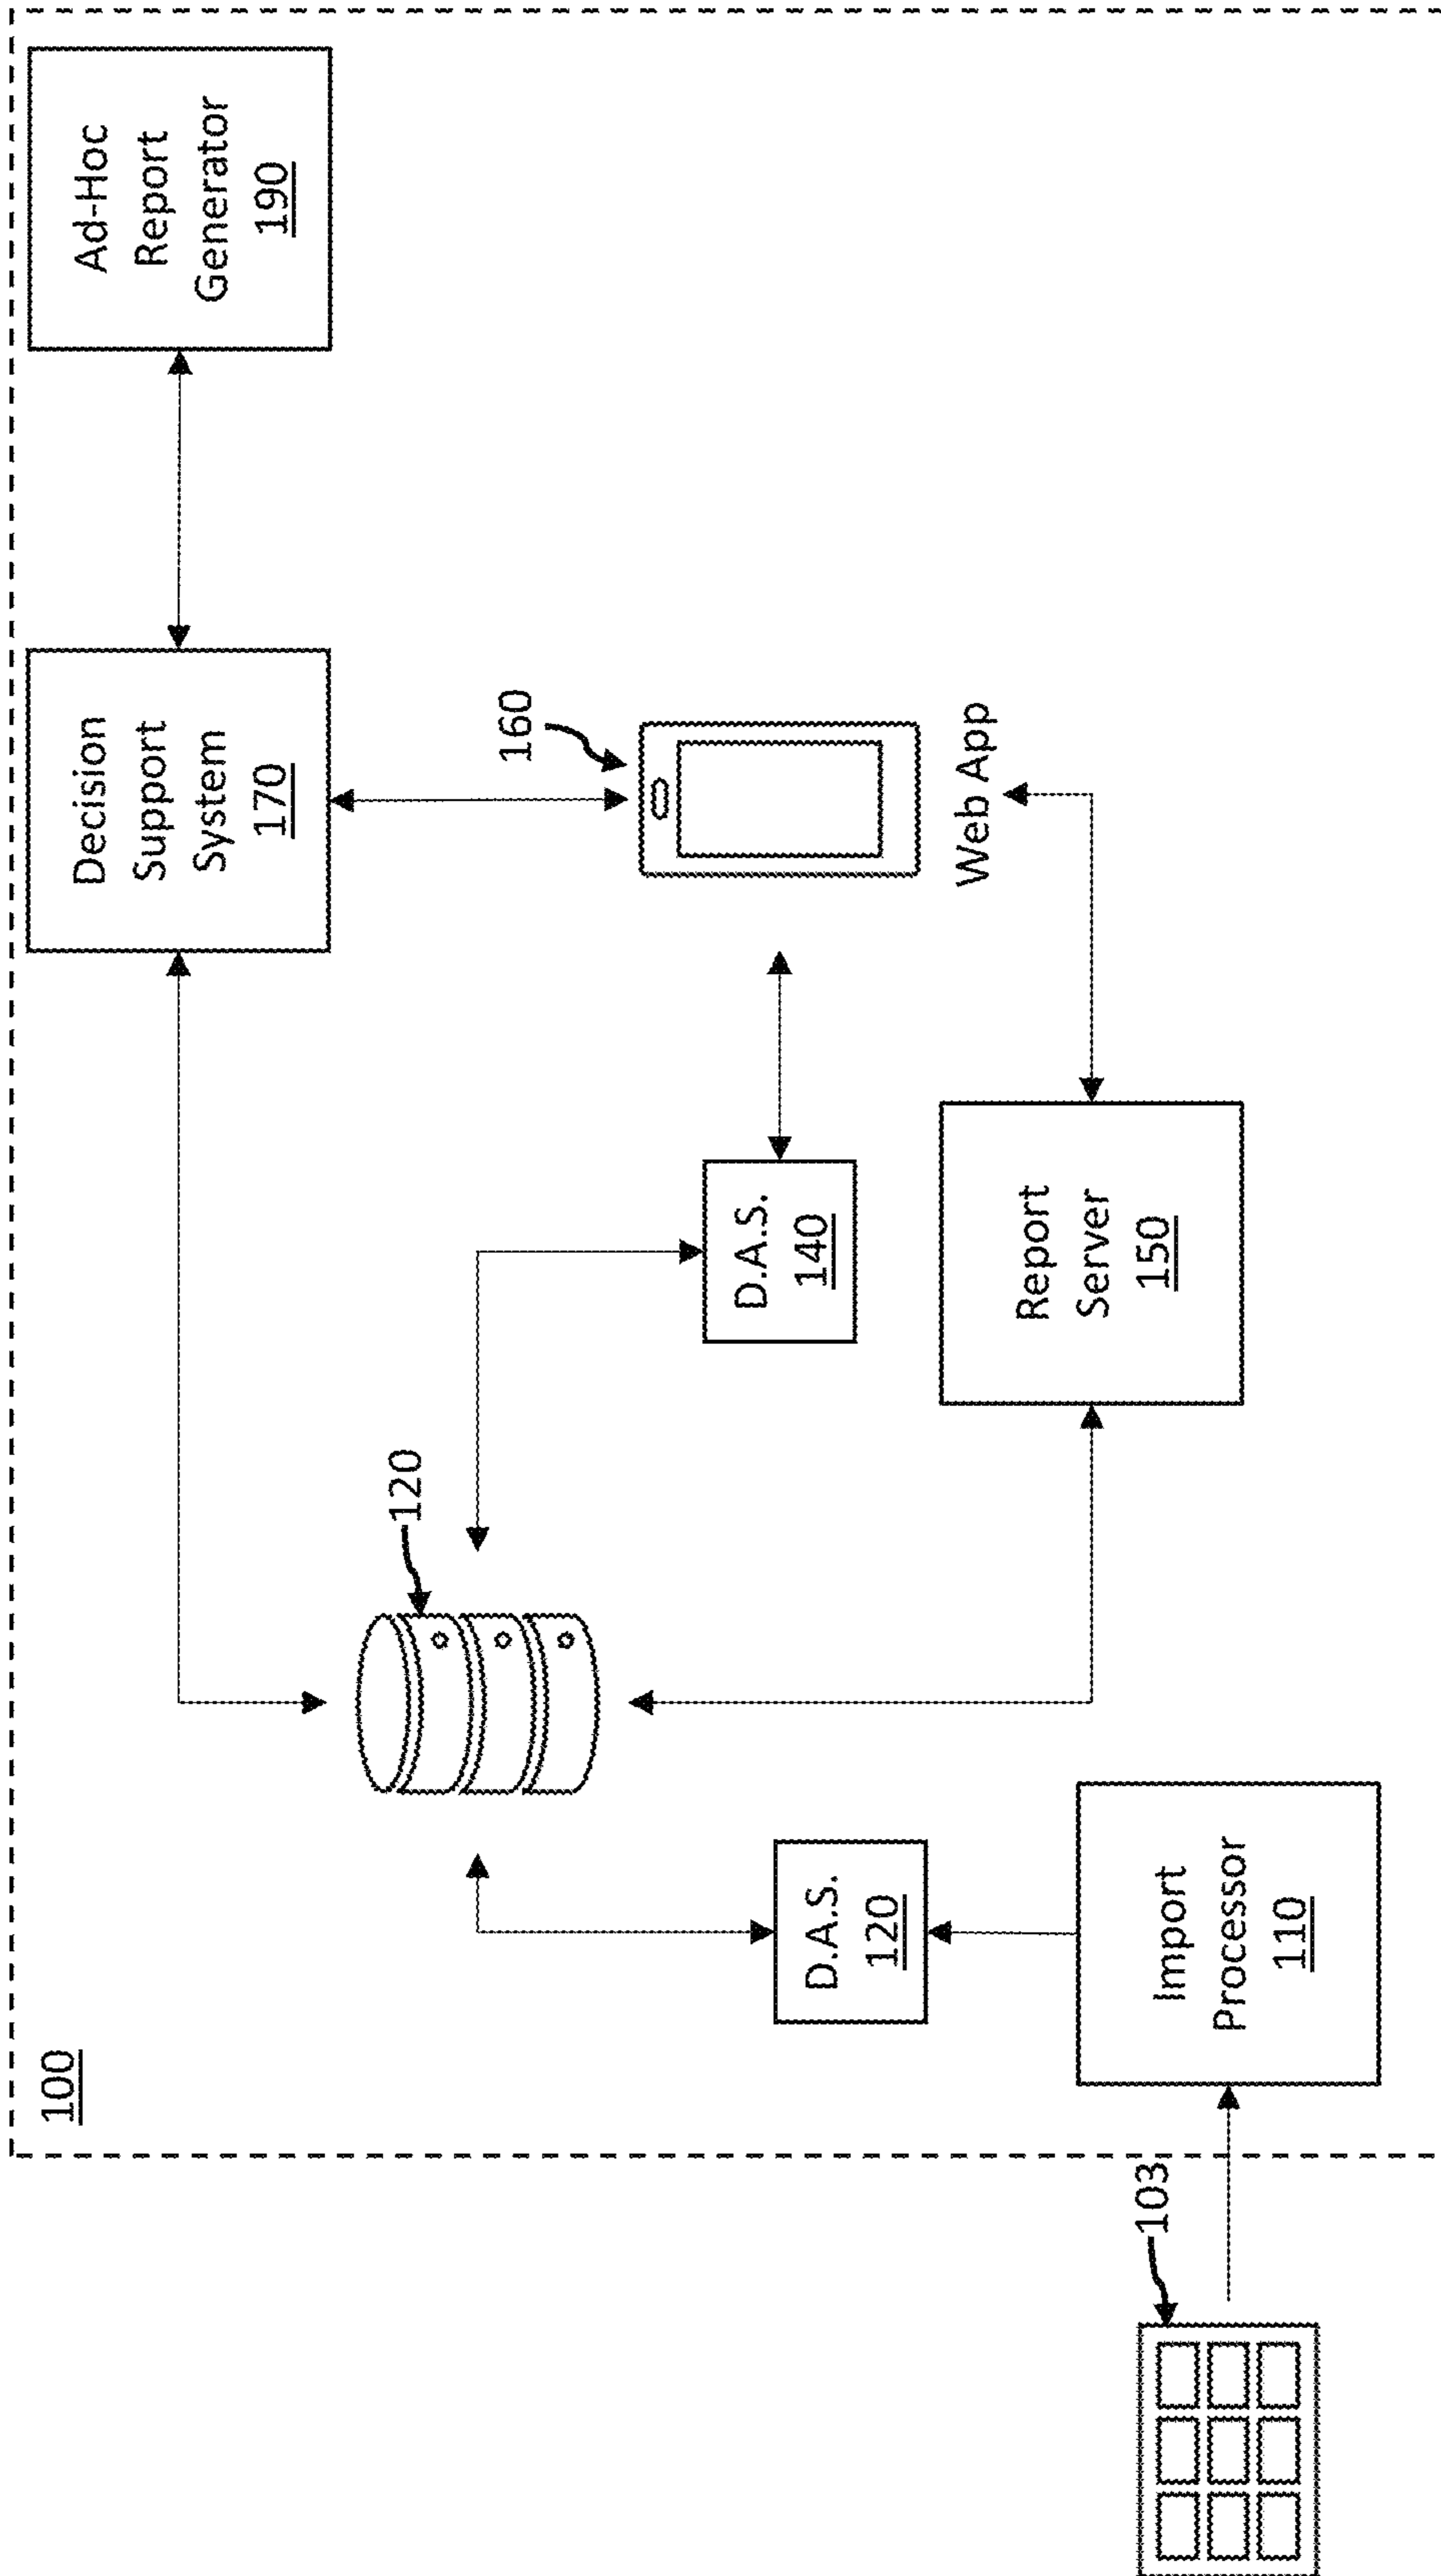 100
Ad-Hoc
Report
Generator
190
Decision
Support
System
170
160
Web App
120
D.A.S.
140
Report
Server
150
D.A.S.
120
Import
Processor
110
103